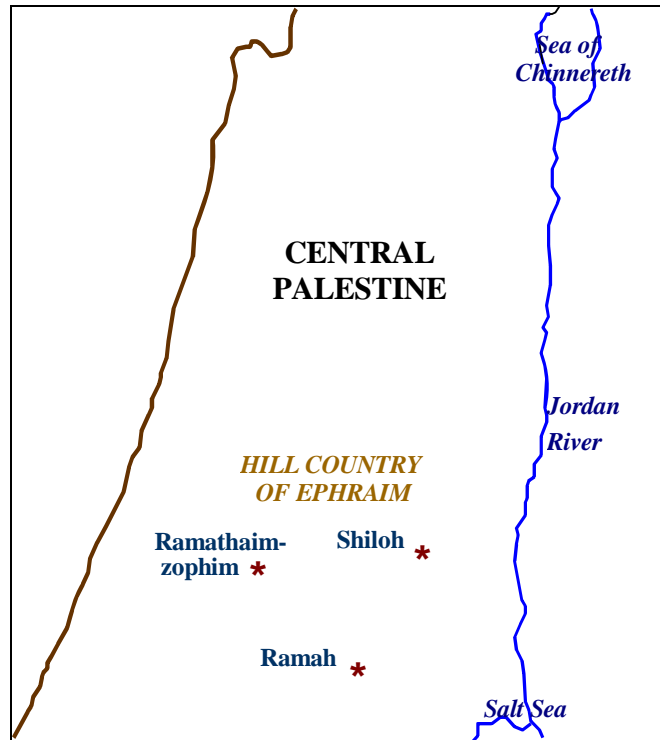 Sea of
Chinnereth
CENTRAL
PALESTINE
Jordan
River
HILL COUNTRY
OF EPHRAIM
Ramathaim-
zophim *
Shiloh *
Ramah *
Salt Sea